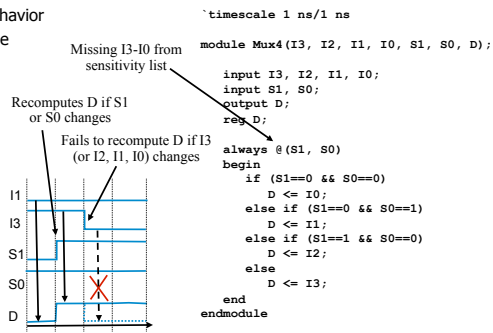 havior
e
Missing I3-I0 from
sensitivity list
Recomputes D if S1
or S0 changes
Fails to recompute D if I3
(or I2, I1, I0) changes
I1
I3
S1
S0
D
`timescale 1 ns/1 ns
module Mux4(I3, I2, I1, I0, S1, S0, D);
input I3, I2, I1, I0;
input S1, S0;
output D;
reg D;
always @(S1, S0)
begin
if (S1==0 && S0==0)
D <= I0;
else if (S1==0 && S0==1)
D <= I1;
else if (S1==1 && S0==0)
D <= I2;
else
D <= I3;
end
endmodule